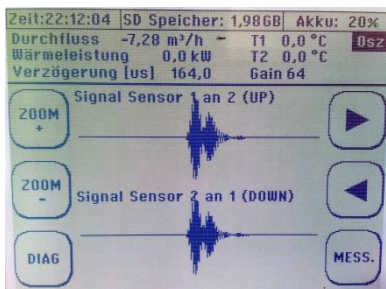 Zeit:22:12:04 SD Speicher: 1,98GB Akku: 20%
Durchfluss -7,28 m³/h T1 0,0 °C Osz
Wärmeleistung 0,0 kW T2 0,0 °C
Verzögerung [us] 164,0 Gain 64
Signal Sensor 1 an 2 (UP)
ZOOM
+
ZOOM
-
Signal Sensor 2 an 1 (DOWN)
DIAG
MESS.